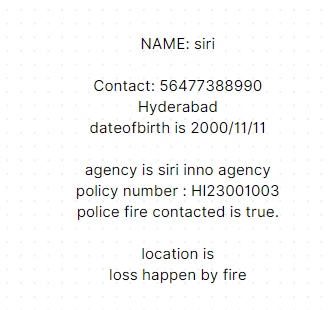 NAME: siri
Contact: 56477388990
Hyderabad
dateofbirth is 2000/11/11
agency is siri inno agency
policy number : HI23001003
police fire contacted is true.
location is
loss happen by fire